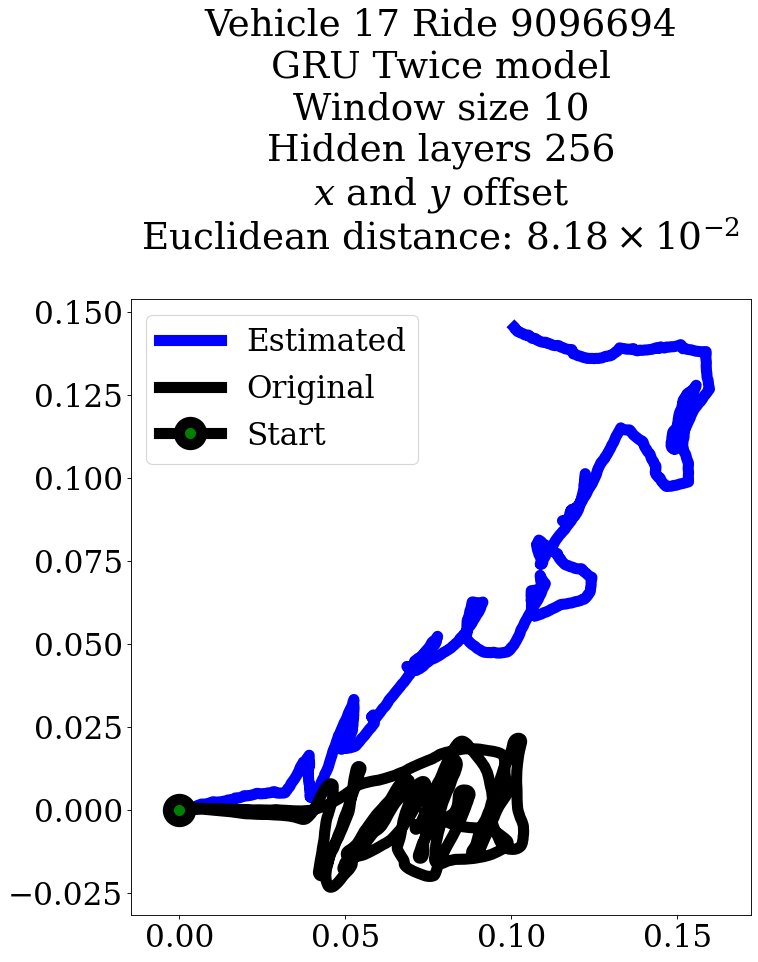 Vehicle 17 Ride 9096694
GRU Twice model
Window size 10
Hidden layers 256
x and y offset
Euclidean distance: 8.18 × 10⁻²
Estimated
Original
Start
0.150
0.125
0.100
0.075
0.050
0.025
0.000
−0.025
0.00 0.05 0.10 0.15